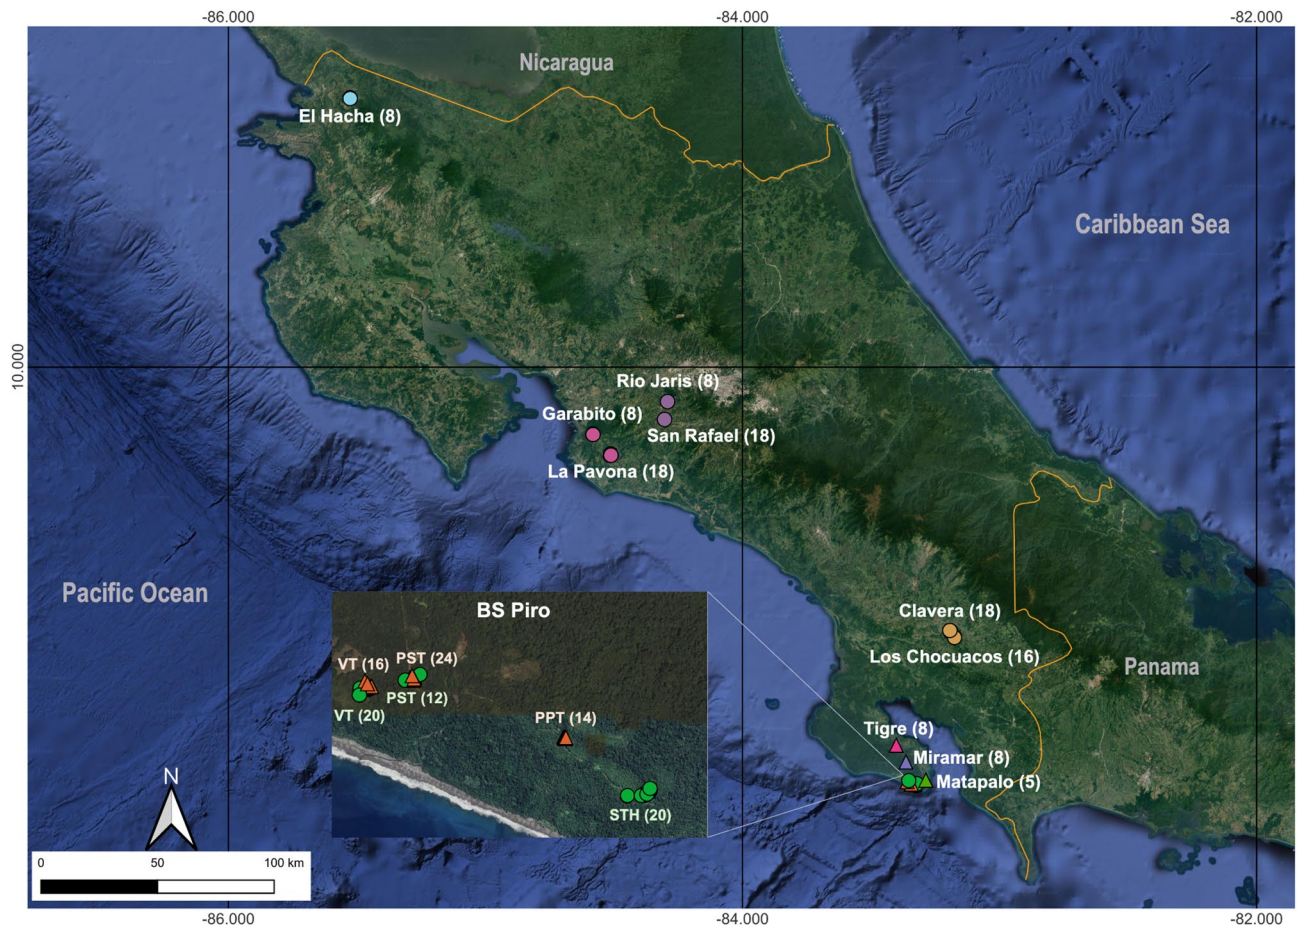 -86.000
-84.000
-82.000
Nicaragua
El Hacha (8)
Caribbean Sea
10.000
10.000
Rio Jaris (8)
Garabito (8)
San Rafael (18)
La Pavona (18)
Pacific Ocean
BS Piro
Clavera (18)
Los Chocuacos (16)
Panama
VT (16)
PST (24)
PST (12)
VT (20)
PPT (14)
STH (20)
Tigre (8)
Miramar (8)
Matapalo (5)
N
0
50
100 km
-86.000
-84.000
-82.000